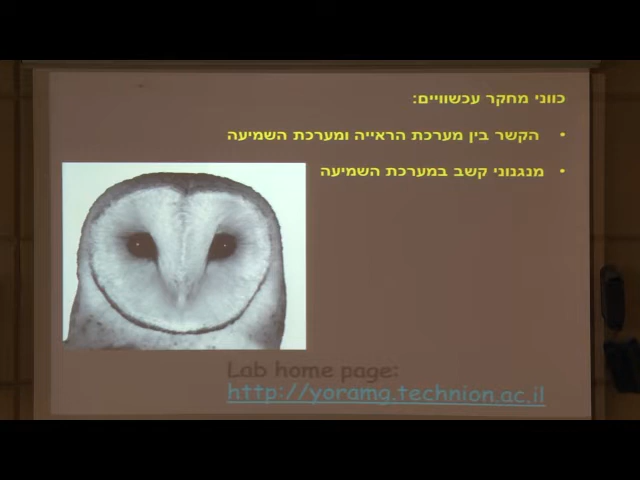 כווני מחקר עכשוויים:
• הקשר בין מערכת הראייה ומערכת השמיעה
• מנגנוני קשב במערכת השמיעה
Lab home page:
http://yoramg.technion.ac.il